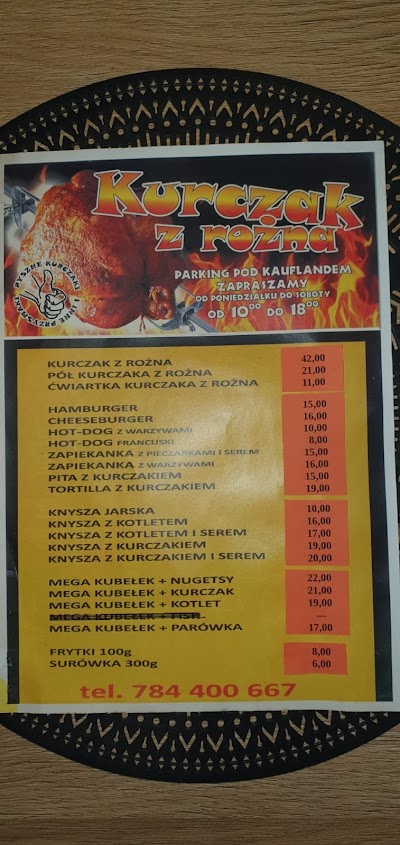 Kurczak
z rożna
PYSZNE KURCZAKI I INNE PRZYSMAKI
PARKING POD KAUFLANDEM
ZAPRASZAMY
OD PONIEDZIAŁKU DO SOBOTY
OD 10⁰⁰ DO 18⁰⁰
KURCZAK Z ROŻNA 42,00
PÓŁ KURCZAKA Z ROŻNA 21,00
ĆWIARTKA KURCZAKA Z ROŻNA 11,00
HAMBURGER 15,00
CHEESEBURGER 16,00
HOT-DOG Z WARZYWAMI 10,00
HOT-DOG FRANCUSKI 8,00
ZAPIEKANKA Z PIECZARKAMI I SEREM 15,00
ZAPIEKANKA Z WARZYWAMI 16,00
PITA Z KURCZAKIEM 15,00
TORTILLA Z KURCZAKIEM 19,00
KNYSZA JARSKA 10,00
KNYSZA Z KOTLETEM 16,00
KNYSZA Z KOTLETEM I SEREM 17,00
KNYSZA Z KURCZAKIEM 19,00
KNYSZA Z KURCZAKIEM I SEREM 20,00
MEGA KUBEŁEK + NUGETSY 22,00
MEGA KUBEŁEK + KURCZAK 21,00
MEGA KUBEŁEK + KOTLET 19,00
MEGA KUBEŁEK + ---
MEGA KUBEŁEK + PARÓWKA 17,00
FRYTKI 100g 8,00
SURÓWKA 300g 6,00
tel. 784 400 667